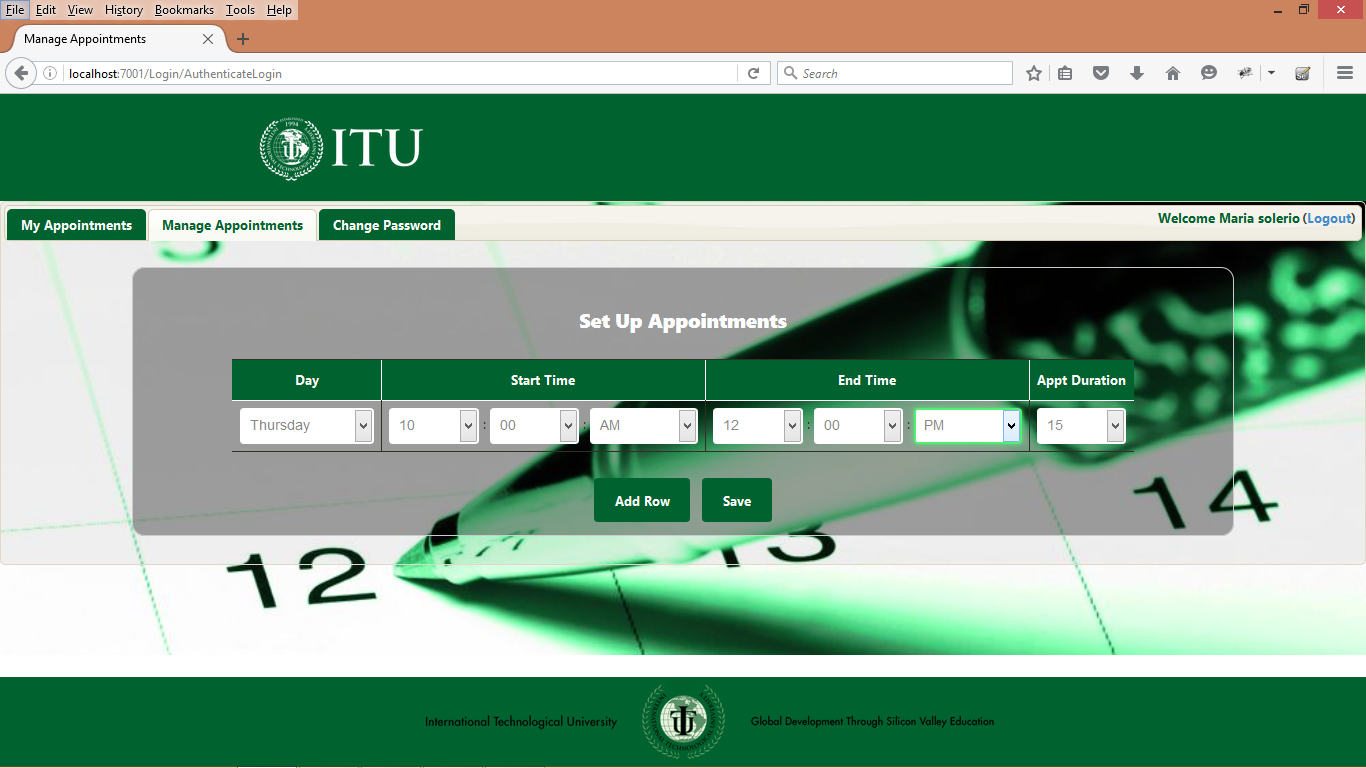 File Edit View History Bookmarks Tools Help
Manage Appointments
localhost:7001/Login/AuthenticateLogin
Search
1994
ITU
My Appointments Manage Appointments Change Password
Welcome Maria solerio (Logout)
Set Up Appointments
Day Start Time End Time Appt Duration
Thursday 10 : 00 : AM 12 : 00 : PM 15
Add Row Save
12 13 14
International Technological University
Global Development Through Silicon Valley Education